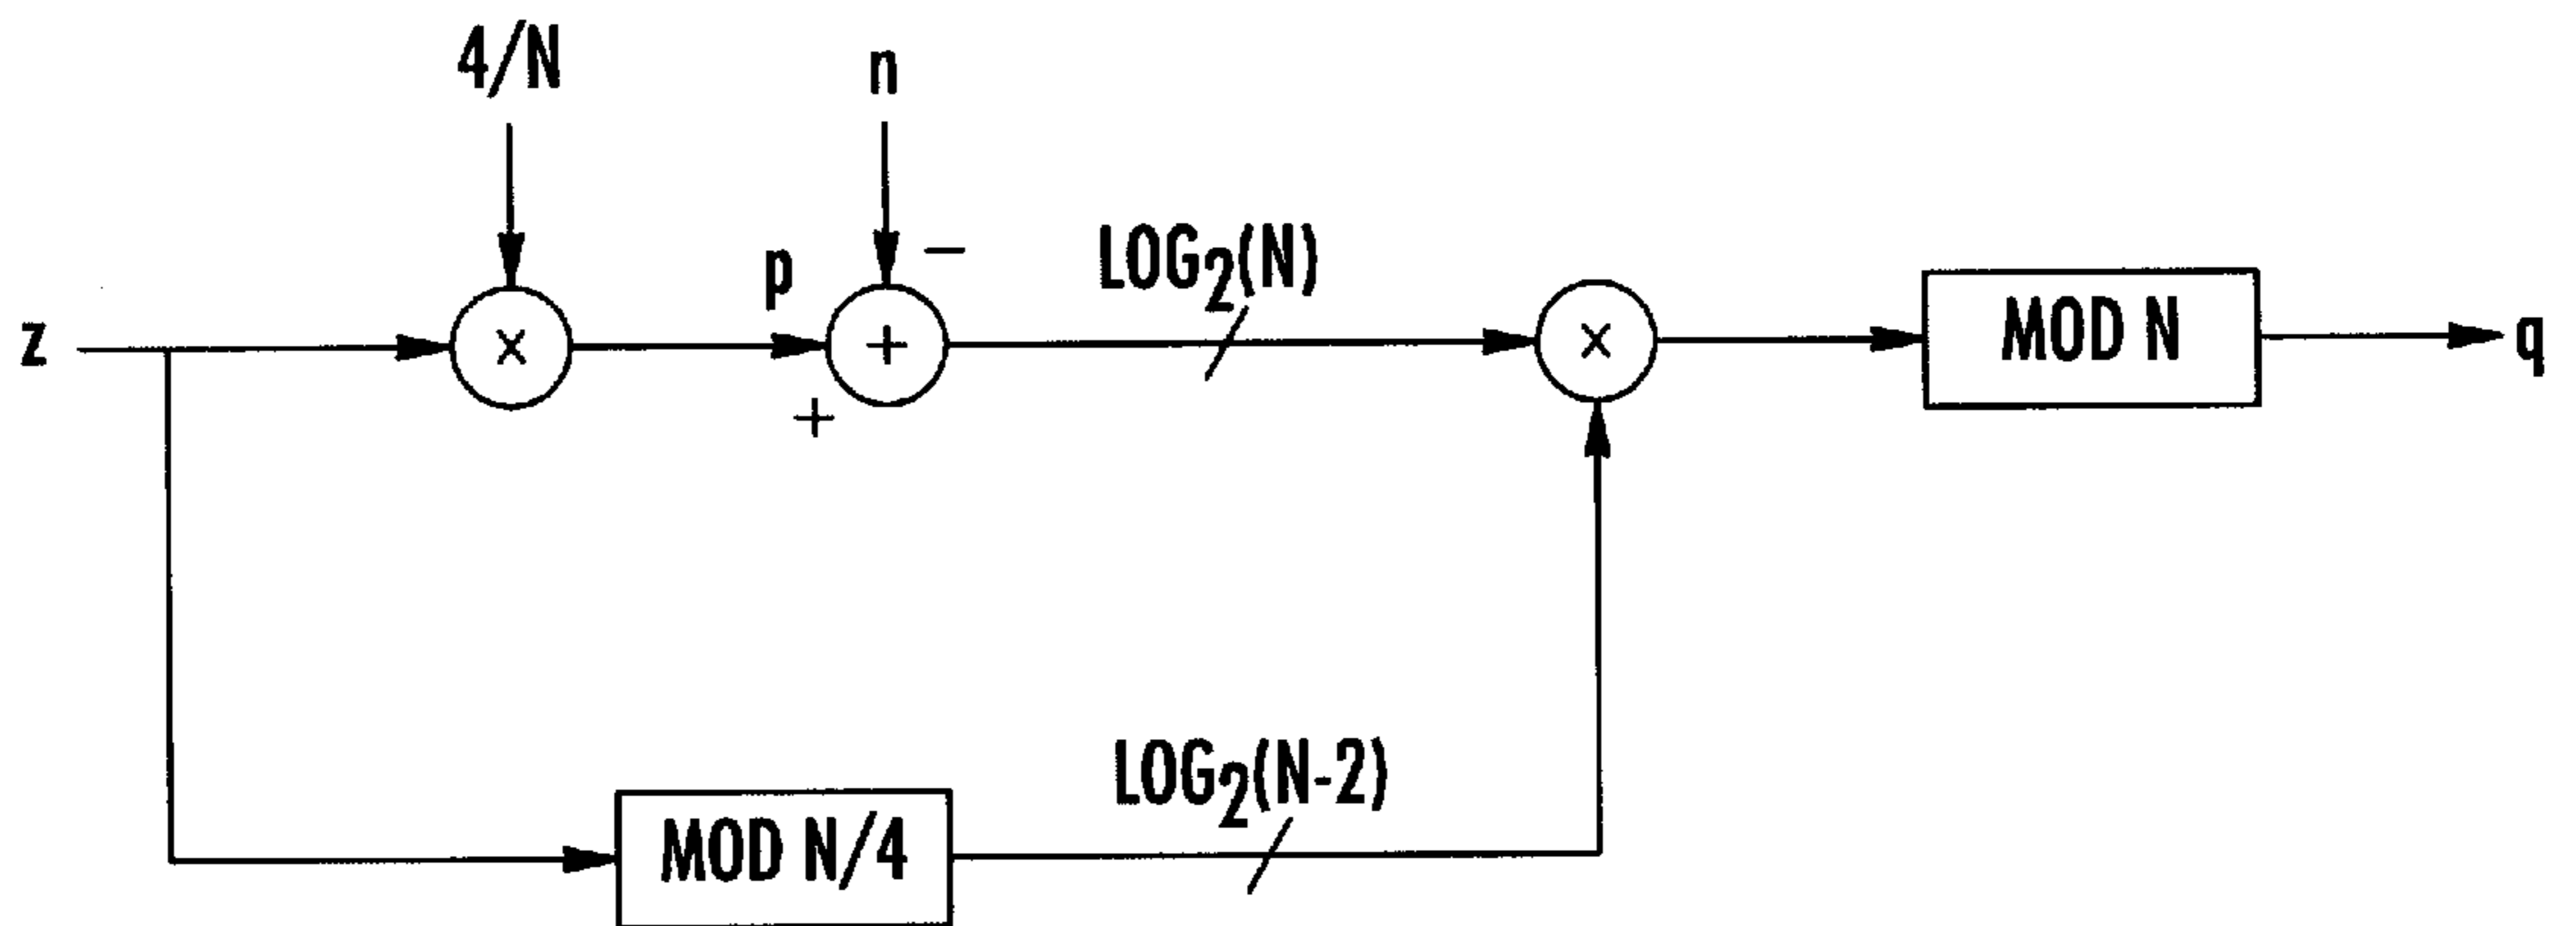 4/N
n
z
×
p
+
−
+
LOG₂(N)
×
MOD N
q
MOD N/4
LOG₂(N-2)